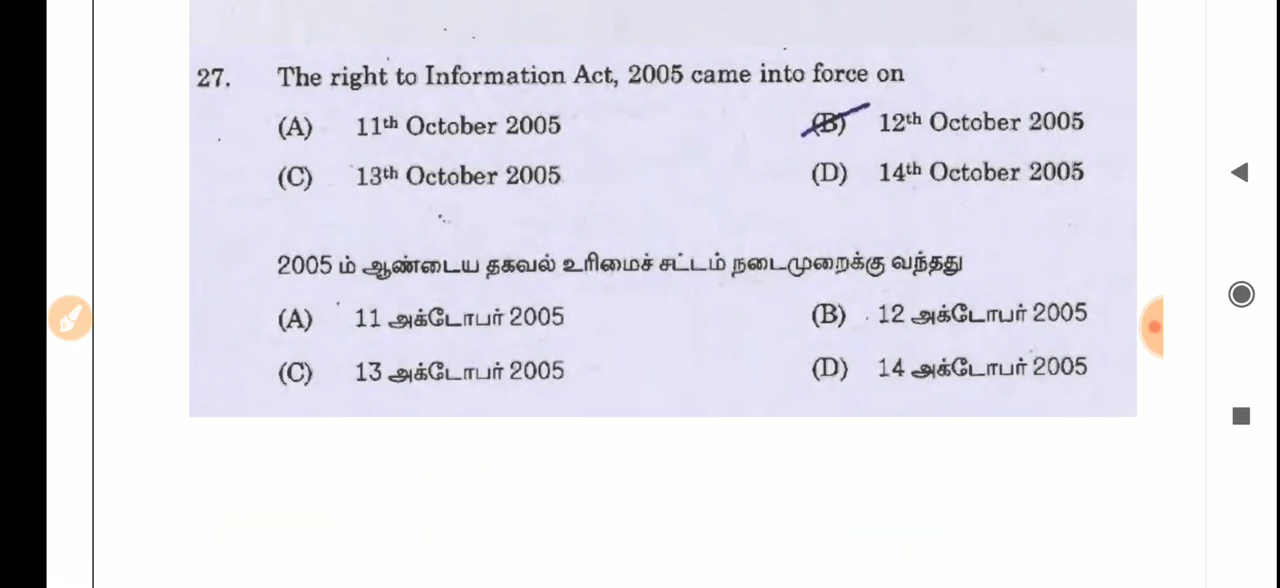 27. The right to Information Act, 2005 came into force on
(A) 11th October 2005 (B) 12th October 2005
(C) 13th October 2005 (D) 14th October 2005
2005 ம் ஆண்டைய தகவல் உரிமைச் சட்டம் நடைமுறைக்கு வந்தது
(A) 11 அக்டோபர் 2005 (B) 12 அக்டோபர் 2005
(C) 13 அக்டோபர் 2005 (D) 14 அக்டோபர் 2005